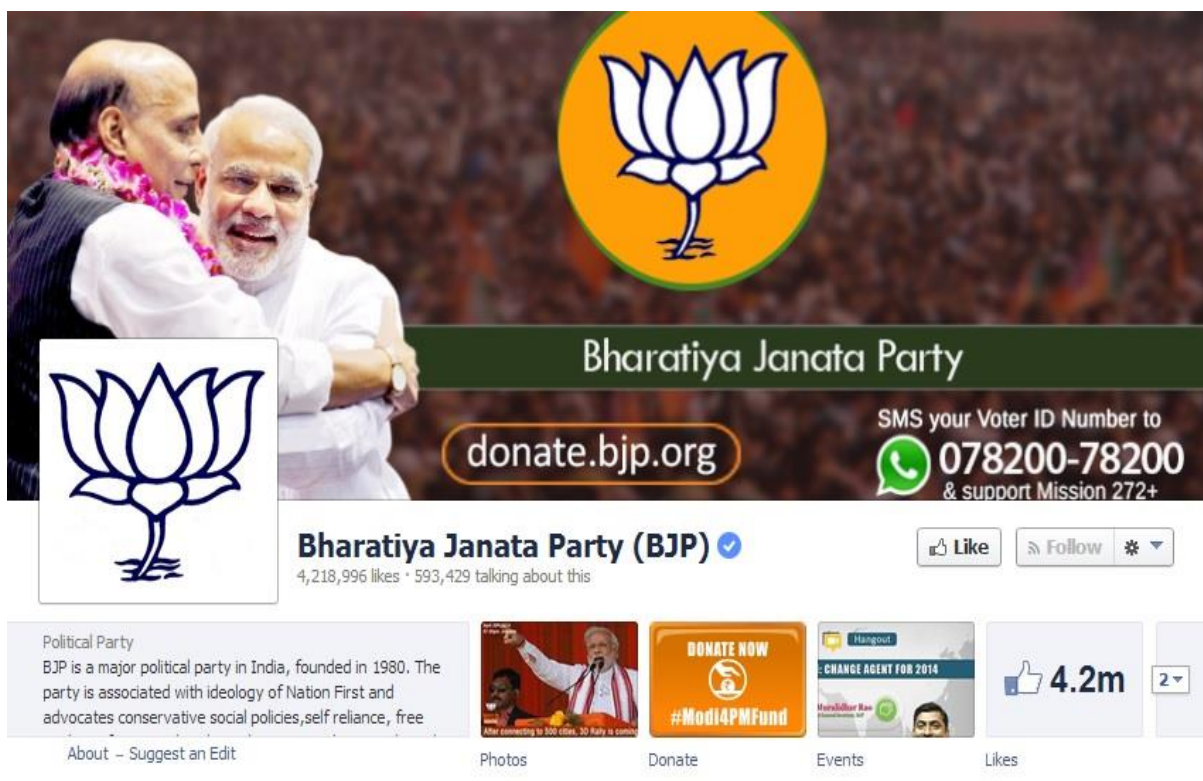 Bharatiya Janata Party
donate.bjp.org
SMS your Voter ID Number to
078200-78200
& support Mission 272+
Bharatiya Janata Party (BJP)
4,218,996 likes · 593,429 talking about this
Like
Follow
Political Party
BJP is a major political party in India, founded in 1980. The
party is associated with ideology of Nation First and
advocates conservative social policies,self reliance, free
About – Suggest an Edit
After connecting to 500 cities, 3D Rally is coming
Photos
DONATE NOW
#Modi4PMFund
Donate
Hangout
: CHANGE AGENT FOR 2014
Muralidhar Rao
Events
4.2m
Likes
2